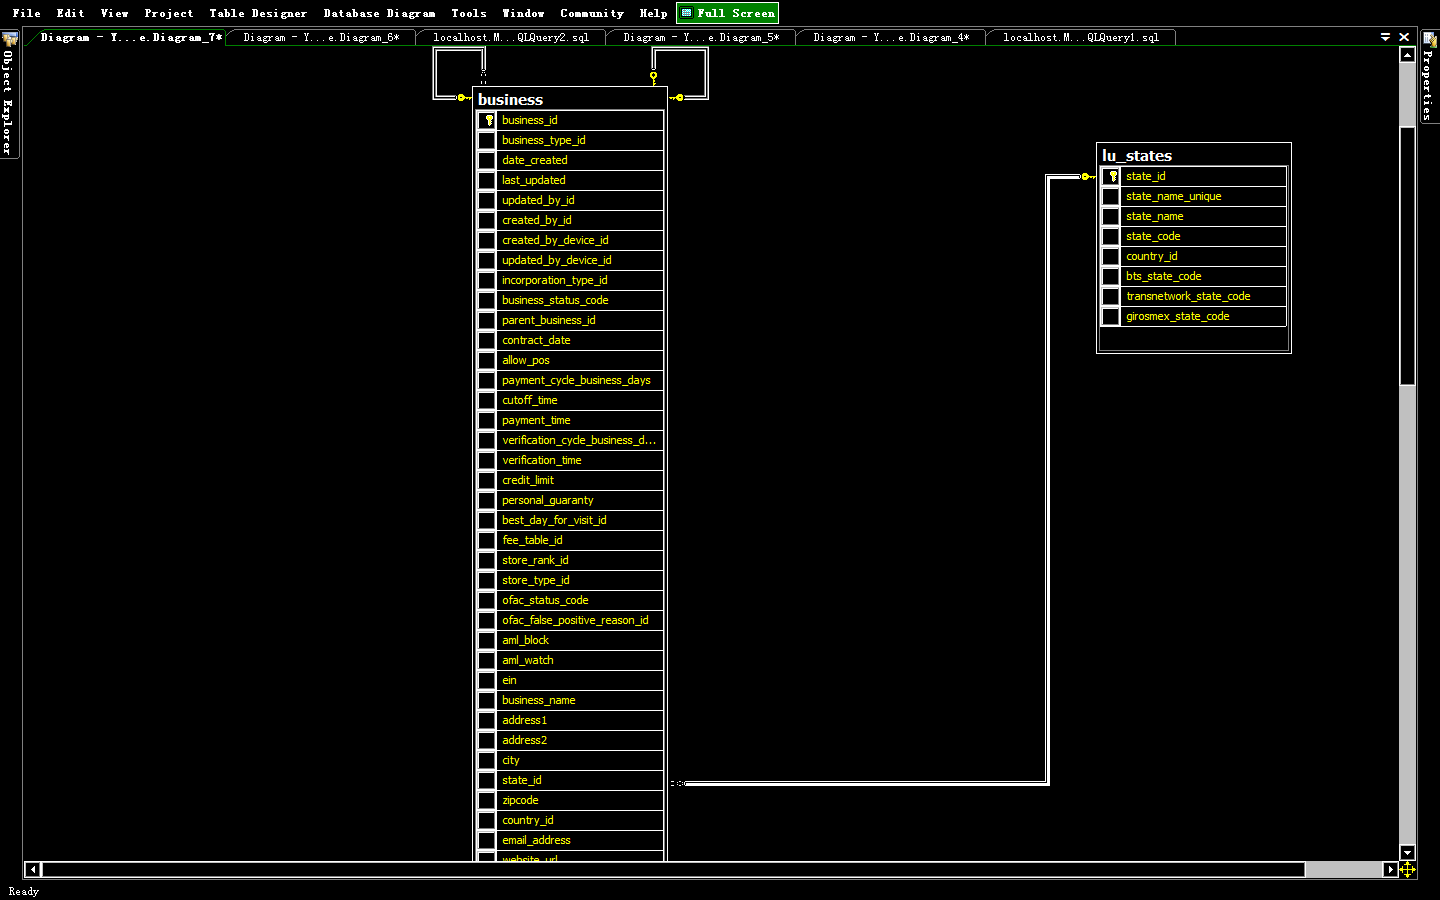 File Edit View Project Table Designer Database Diagram Tools Window Community Help Full Screen
Diagram - Y...e.Diagram_7* Diagram - Y...e.Diagram_6* localhost.M...QLQuery2.sql Diagram - Y...e.Diagram_5* Diagram - Y...e.Diagram_4* localhost.M...QLQuery1.sql
Object Explorer
Properties
business
business_id
business_type_id
date_created
last_updated
updated_by_id
created_by_id
created_by_device_id
updated_by_device_id
incorporation_type_id
business_status_code
parent_business_id
contract_date
allow_pos
payment_cycle_business_days
cutoff_time
payment_time
verification_cycle_business_d...
verification_time
credit_limit
personal_guaranty
best_day_for_visit_id
fee_table_id
store_rank_id
store_type_id
ofac_status_code
ofac_false_positive_reason_id
aml_block
aml_watch
ein
business_name
address1
address2
city
state_id
zipcode
country_id
email_address
website_url
lu_states
state_id
state_name_unique
state_name
state_code
country_id
bts_state_code
transnetwork_state_code
girosmex_state_code
Ready